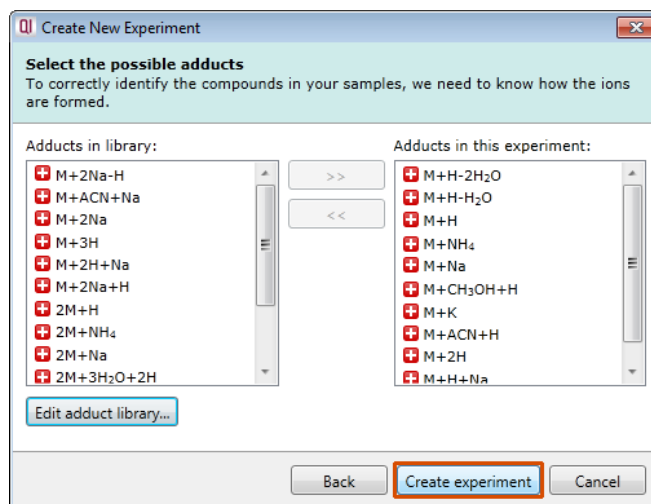 QI Create New Experiment
Select the possible adducts
To correctly identify the compounds in your samples, we need to know how the ions
are formed.
Adducts in library:
M+2Na-H
M+ACN+Na
M+2Na
M+3H
M+2H+Na
M+2Na+H
2M+H
2M+NH₄
2M+Na
2M+3H₂O+2H
Edit adduct library...
>>
<<
Adducts in this experiment:
M+H-2H₂O
M+H-H₂O
M+H
M+NH₄
M+Na
M+CH₃OH+H
M+K
M+ACN+H
M+2H
M+H+Na
Back
Create experiment
Cancel